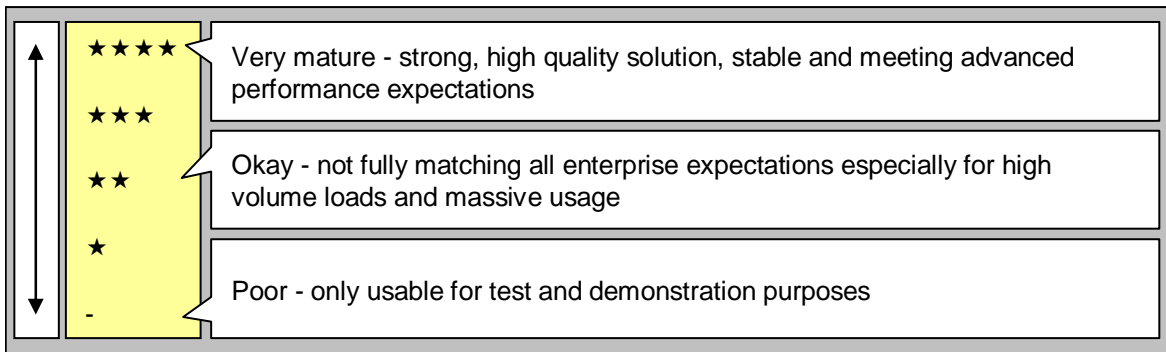 ★★★★
Very mature - strong, high quality solution, stable and meeting advanced
performance expectations
★★★
Okay - not fully matching all enterprise expectations especially for high
volume loads and massive usage
★★
★
Poor - only usable for test and demonstration purposes
-